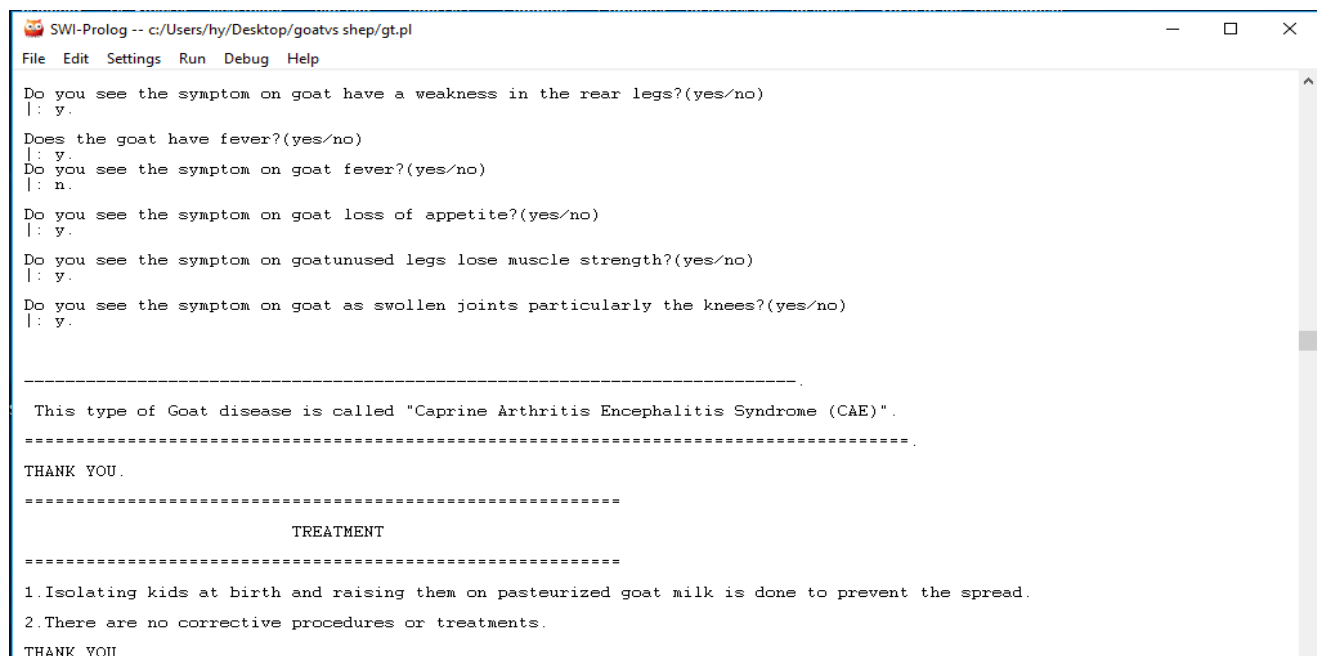 SWI-Prolog -- c:/Users/hy/Desktop/goatvs shep/gt.pl
File Edit Settings Run Debug Help
Do you see the symptom on goat have a weakness in the rear legs?(yes/no)
|: y.
Does the goat have fever?(yes/no)
|: y.
Do you see the symptom on goat fever?(yes/no)
|: n.
Do you see the symptom on goat loss of appetite?(yes/no)
|: y.
Do you see the symptom on goatunused legs lose muscle strength?(yes/no)
|: y.
Do you see the symptom on goat as swollen joints particularly the knees?(yes/no)
|: y.
---------------------------------------------------------------------------.
This type of Goat disease is called "Caprine Arthritis Encephalitis Syndrome (CAE)".
======================================================================================.
THANK YOU.
==========================================================
TREATMENT
==========================================================
1.Isolating kids at birth and raising them on pasteurized goat milk is done to prevent the spread.
2.There are no corrective procedures or treatments.
THANK YOU